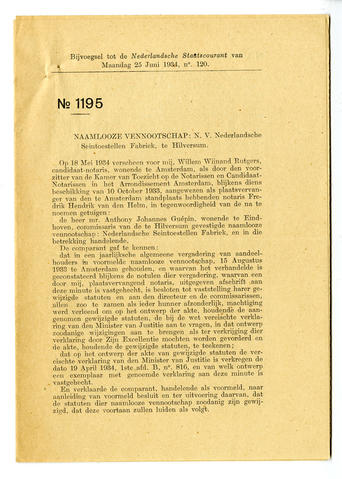 Bijvoegsel tot de Nederlandsche Staatscourant van
Maandag 25 Juni 1934, nº. 120.
№ 1195
NAAMLOOZE VENNOOTSCHAP: N. V. Nederlandsche
Seintoestellen Fabriek, te Hilversum.
Op 18 Mei 1934 verscheen voor mij, Willem Wijnand Rutgers,
candidaat-notaris, wonende te Amsterdam, als door den voor-
zitter van de Kamer van Toezicht op de Notarissen en Candidaat-
Notarissen in het Arrondissement Amsterdam, blijkens diens
beschikking van 10 October 1933, aangewezen als plaatsvervan-
ger van den te Amsterdam standplaats hebbenden notaris Fred-
rik Hendrik van den Helm, in tegenwoordigheid van de na te
noemen getuigen:
de heer mr. Anthony Johannes Guépin, wonende te Eind-
hoven, commissaris van de te Hilversum gevestigde naamlooze
vennootschap: Nederlandsche Seintoestellen Fabriek, en in die
betrekking handelende.
De comparant gaf te kennen:
dat in een jaarlijksche algemeene vergadering van aandeel-
houders in voormelde naamlooze vennootschap, 15 Augustus
1933 te Amsterdam gehouden, en waarvan het verhandelde is
geconstateerd blijkens de notulen dier vergadering, waarvan een
door mij, plaatsvervangend notaris, uitgegeven afschrift aan
deze minute is vastgehecht, is besloten tot vaststelling harer ge-
wijzigde statuten en aan den directeur en de commissarissen,
allen zoo te zamen als ieder hunner afzonderlijk, machtiging
werd verleend om op het ontwerp der akte, houdende de aan-
genomen gewijzigde statuten, de bij de wet vereischte verkla-
ring van den Minister van Justitie aan te vragen, in dat ontwerp
zoodanige wijzigingen aan te brengen als ter verkrijging dier
verklaring door Zijn Excellentie mochten worden gevorderd en
de akte, houdende de gewijzigde statuten, te teekenen;
dat op het ontwerp der akte van gewijzigde statuten de ver-
eischte verklaring van den Minister van Justitie is verkregen de
dato 19 April 1934, 1ste afd. B, nº. 816, en van welk ontwerp
een exemplaar met genoemde verklaring aan deze minute is
vastgehecht.
En verklaarde de comparant, handelende als voormeld, naar
aanleiding van voormeld besluit en ter uitvoering daarvan, dat
de statuten dier naamlooze vennootschap zoodanig zijn gewij-
zigd, dat deze voortaan zullen luiden als volgt.